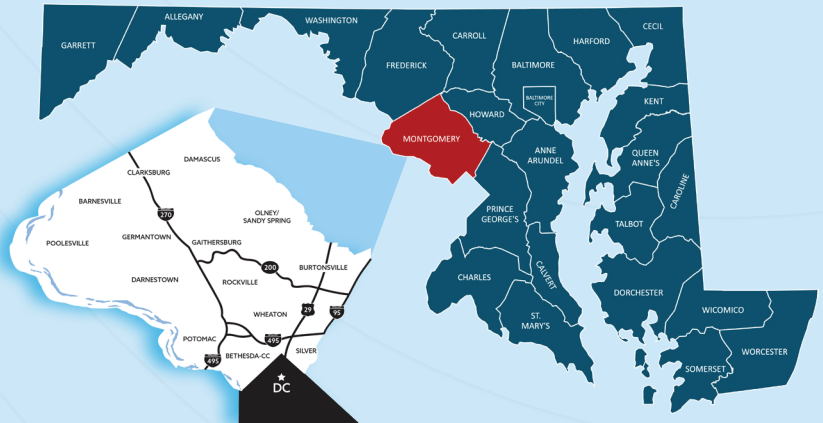 GARRETT
ALLEGANY
WASHINGTON
FREDERICK
CARROLL
BALTIMORE
HARFORD
CECIL
BALTIMORE
CITY
KENT
HOWARD
MONTGOMERY
ANNE
ARUNDEL
QUEEN
ANNE'S
CAROLINE
PRINCE
GEORGE'S
TALBOT
CHARLES
CALVERT
ST.
MARY'S
DORCHESTER
WICOMICO
SOMERSET
WORCESTER
DAMASCUS
CLARKSBURG
BARNESVILLE
270
OLNEY/
SANDY SPRING
POOLESVILLE
GERMANTOWN
GAITHERSBURG
200
BURTONSVILLE
DARNESTOWN
ROCKVILLE
29
95
WHEATON
POTOMAC
495
495
BETHESDA-CC
SILVER
DC